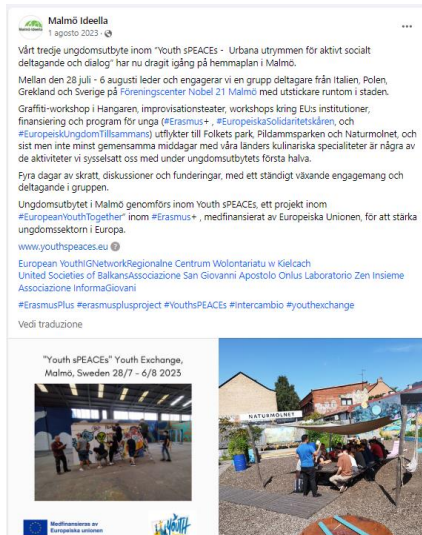 Malmö Ideella
1 agosto 2023
Vårt tredje ungdomsutbyte inom "Youth sPEACEs - Urbana utrymmen för aktivt socialt
deltagande och dialog" har nu dragit igång på hemmaplan i Malmö.
Mellan den 28 juli - 6 augusti leder och engagerar vi en grupp deltagare från Italien, Polen,
Grekland och Sverige på Föreningscenter Nobel 21 Malmö med utstickare runtom i staden.
Graffiti-workshop i Hangaren, improvisationsteater, workshops kring EUs institutioner,
finansiering och program för unga (#Erasmus+ , #EuropeiskaSolidaritetskåren, och
#EuropeiskUngdomTillsammans) utflykter till Folkets park, Pildammsparken och Naturmolnet, och
sist men inte minst gemensamma middagar med våra länders kulinariska specialiteter är några av
de aktiviteter vi sysselsatt oss med under ungdomsutbytets första halva.
Fyra dagar av skratt, diskussioner och funderingar, med ett ständigt växande engagemang och
deltagande i gruppen.
Ungdomsutbytet i Malmö genomförs inom Youth sPEACEs, ett projekt inom
#EuropeanYouthTogether" inom #Erasmus+ , medfinansierat av Europeiska Unionen, för att stärka
ungdomssektorn i Europa.
www.youthspeaces.eu
European YouthIGNetworkRegionalne Centrum Wolontariatu w Kielcach
United Societies of BalkansAssociazione San Giovanni Apostolo Onlus Laboratorio Zen Insieme
Associazione InformaGiovani
#ErasmusPlus #erasmusplusproject #YouthsPEACEs #Intercambio #youthexchange
Vedi traduzione
"Youth sPEACEs" Youth Exchange,
Malmö, Sweden 28/7 - 6/8 2023
NATURMOLNET
Medfinansieras av
Europeiska unionen
YOUTH